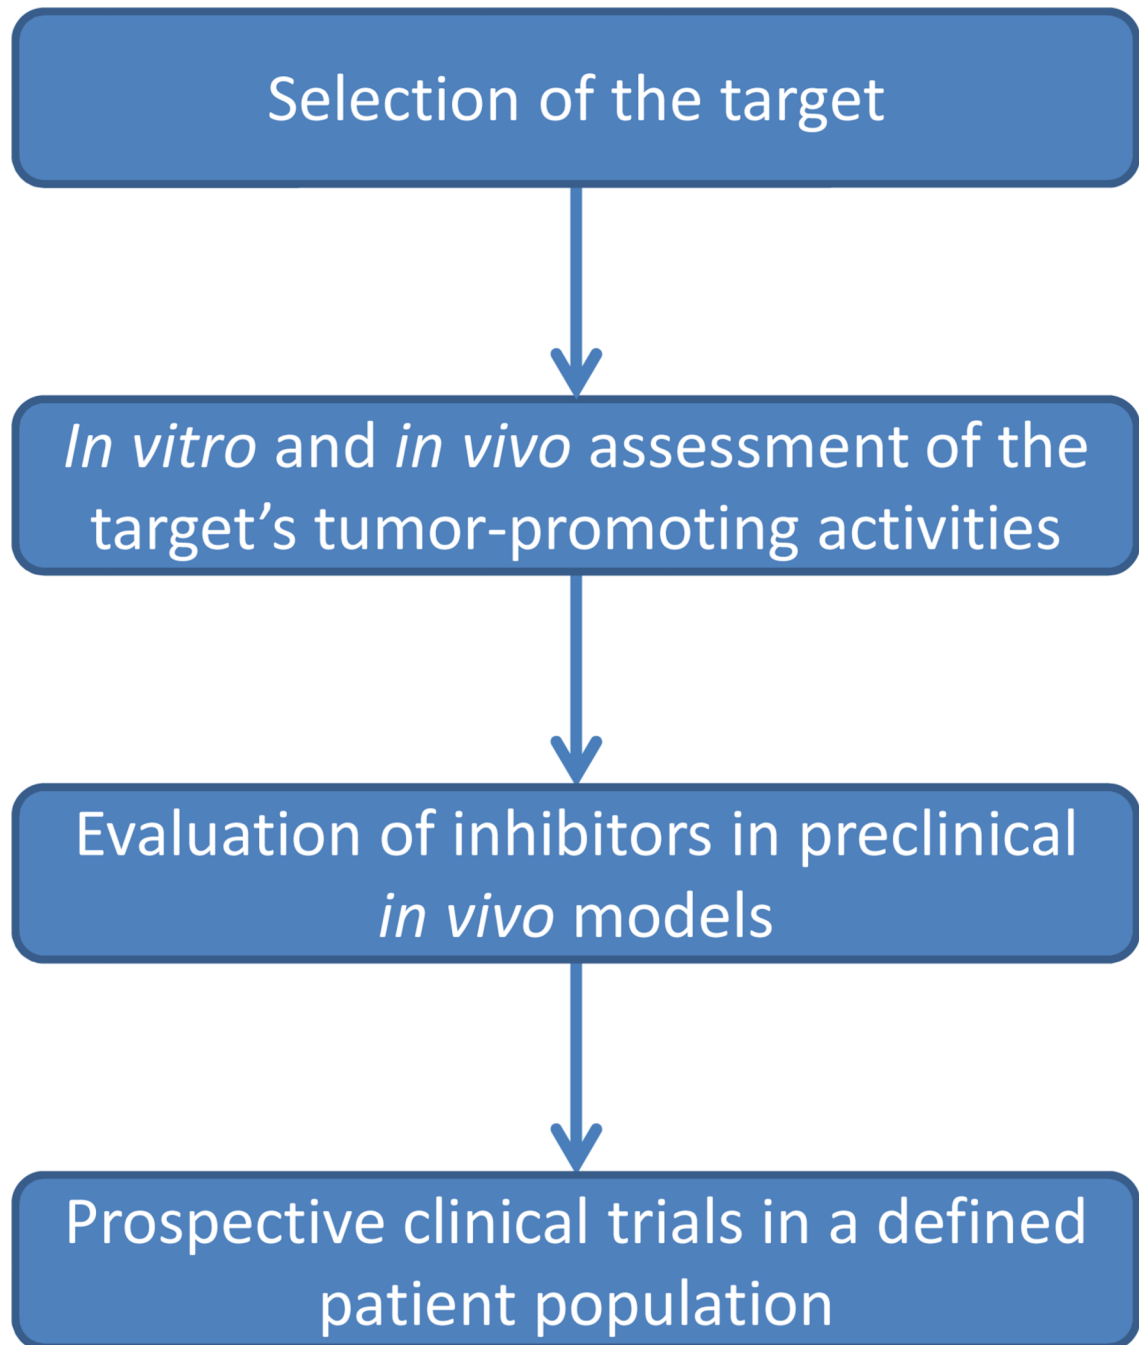 Selection of the target
In vitro and in vivo assessment of the
target’s tumor-promoting activities
Evaluation of inhibitors in preclinical
in vivo models
Prospective clinical trials in a defined
patient population